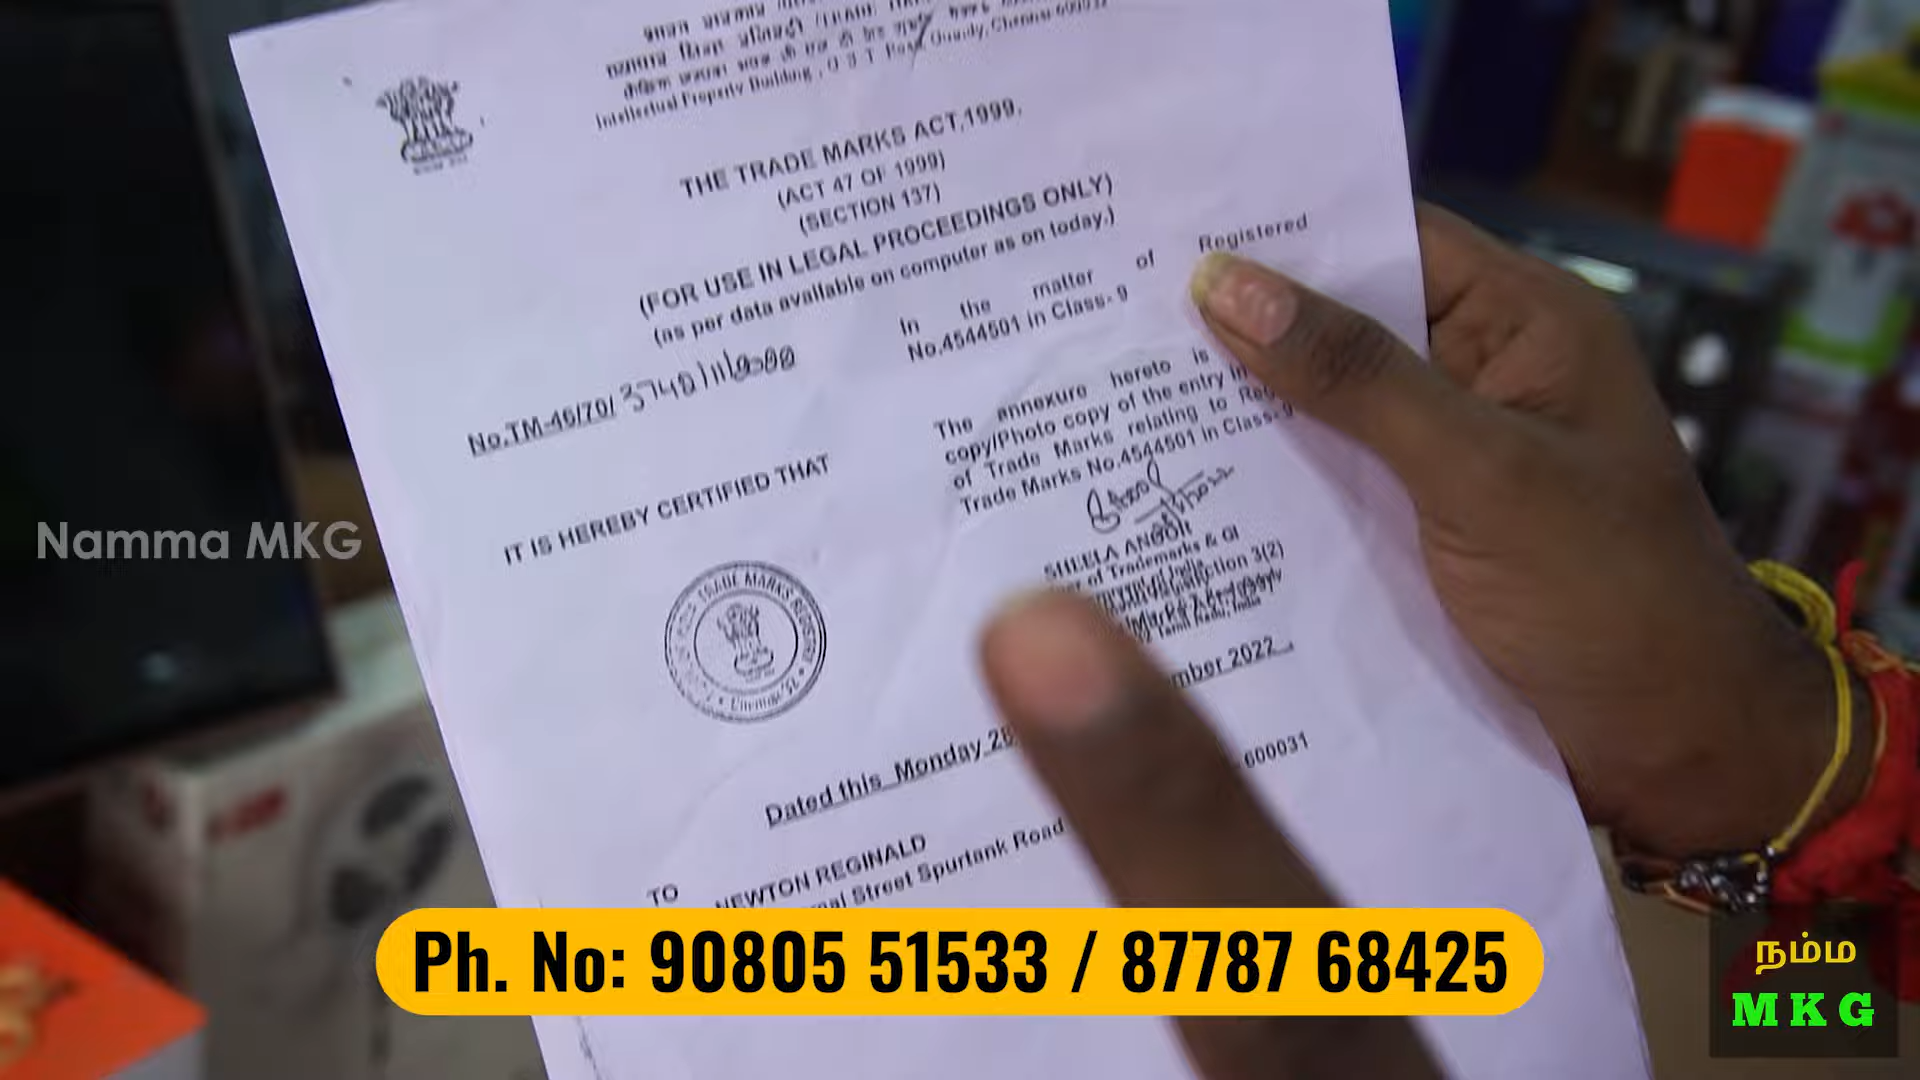 Intellectual Property Building,
THE TRADE MARKS ACT,1999.
(ACT 47 OF 1999)
(SECTION 137)
(FOR USE IN LEGAL PROCEEDINGS ONLY)
(as per data available on computer as on today.)
No.TM-46/70/
In the matter of Registered
No.4544501 in Class- 9
IT IS HEREBY CERTIFIED THAT
The annexure hereto is
copy/Photo copy of the entry in
of Trade Marks relating to
Trade Marks No.4544501 in Class- 9
SHEELA
of Trademarks & GI
TRADE MARKS REGISTRY
Dated this Monday 28
mber 2022
600031
TO
NEWTON REGINALD
Street Spurtank Road
Namma MKG
Ph. No: 90805 51533 / 87787 68425
நம்ம
MKG